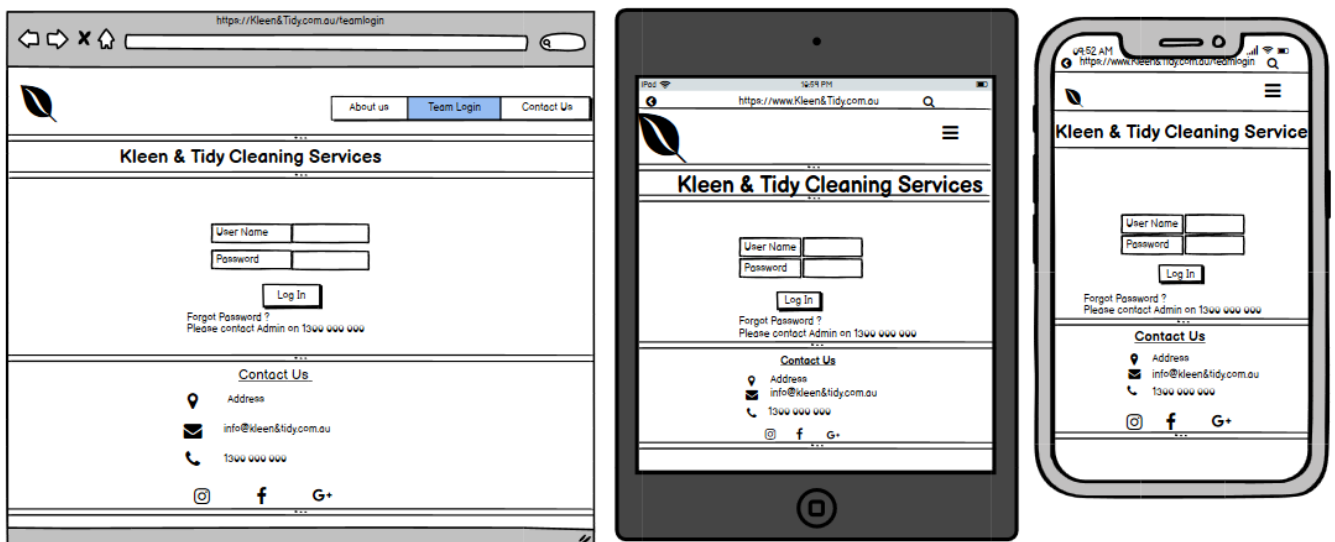 https://Kleen&Tidy.com.au/teamlogin
About us
Team Login
Contact Us
Kleen & Tidy Cleaning Services
User Name
Password
Log In
Forgot Password ?
Please contact Admin on 1300 000 000
Contact Us
Address
info@kleen&tidy.com.au
1300 000 000
f
G+
iPad
12:59 PM
https://www.Kleen&Tidy.com.au
Kleen & Tidy Cleaning Services
User Name
Password
Log In
Forgot Password ?
Please contact Admin on 1300 000 000
Contact Us
Address
info@kleen&tidy.com.au
1300 000 000
f
G+
09:52 AM
https://www.Kleen&Tidy.com.au/teamlogin
Kleen & Tidy Cleaning Service
User Name
Password
Log In
Forgot Password ?
Please contact Admin on 1300 000 000
Contact Us
Address
info@kleen&tidy.com.au
1300 000 000
f
G+